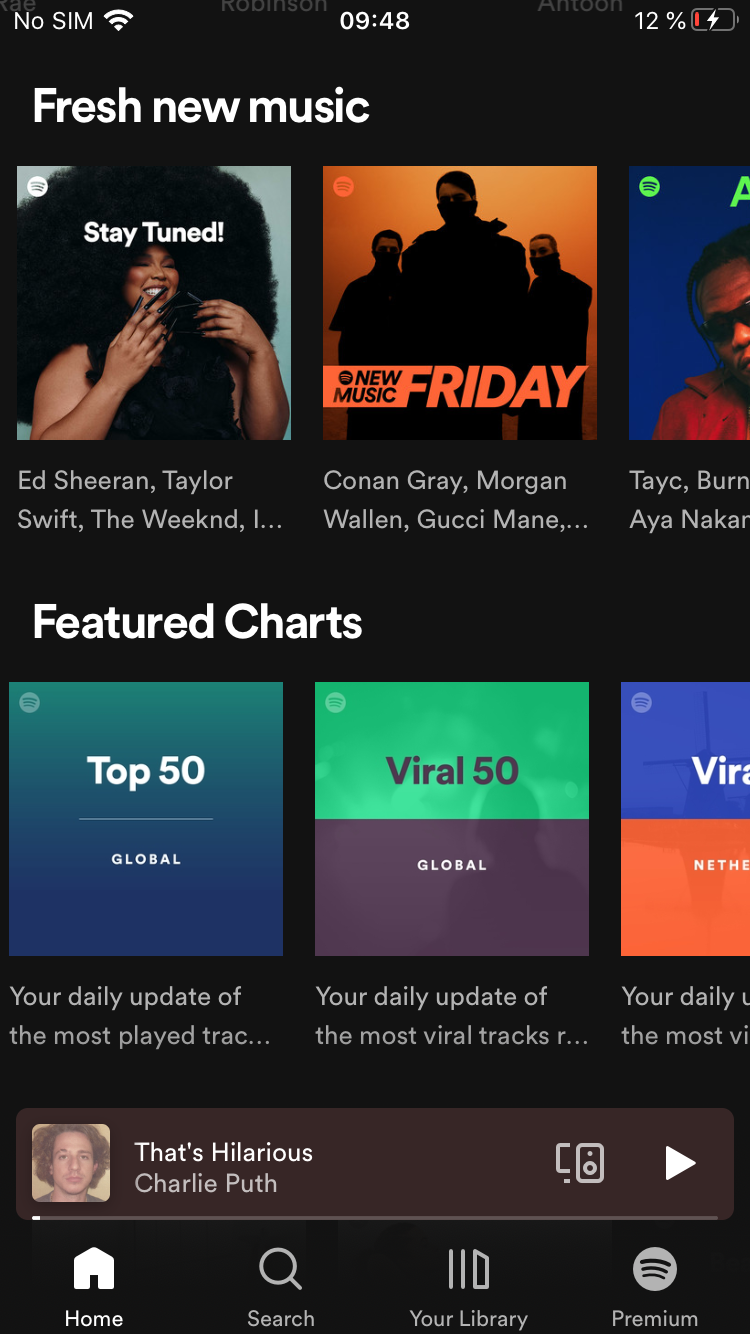 Rae Robinson Antoon
No SIM 09:48 12 %
Fresh new music
Stay Tuned!
NEW
MUSIC FRIDAY
A
Ed Sheeran, Taylor
Swift, The Weeknd, I...
Conan Gray, Morgan
Wallen, Gucci Mane,...
Tayc, Burn
Aya Nakar
Featured Charts
Top 50
GLOBAL
Viral 50
GLOBAL
Vira
NETHE
Your daily update of
the most played trac...
Your daily update of
the most viral tracks r...
Your daily u
the most vi
That's Hilarious
Charlie Puth
Home Search Your Library Premium